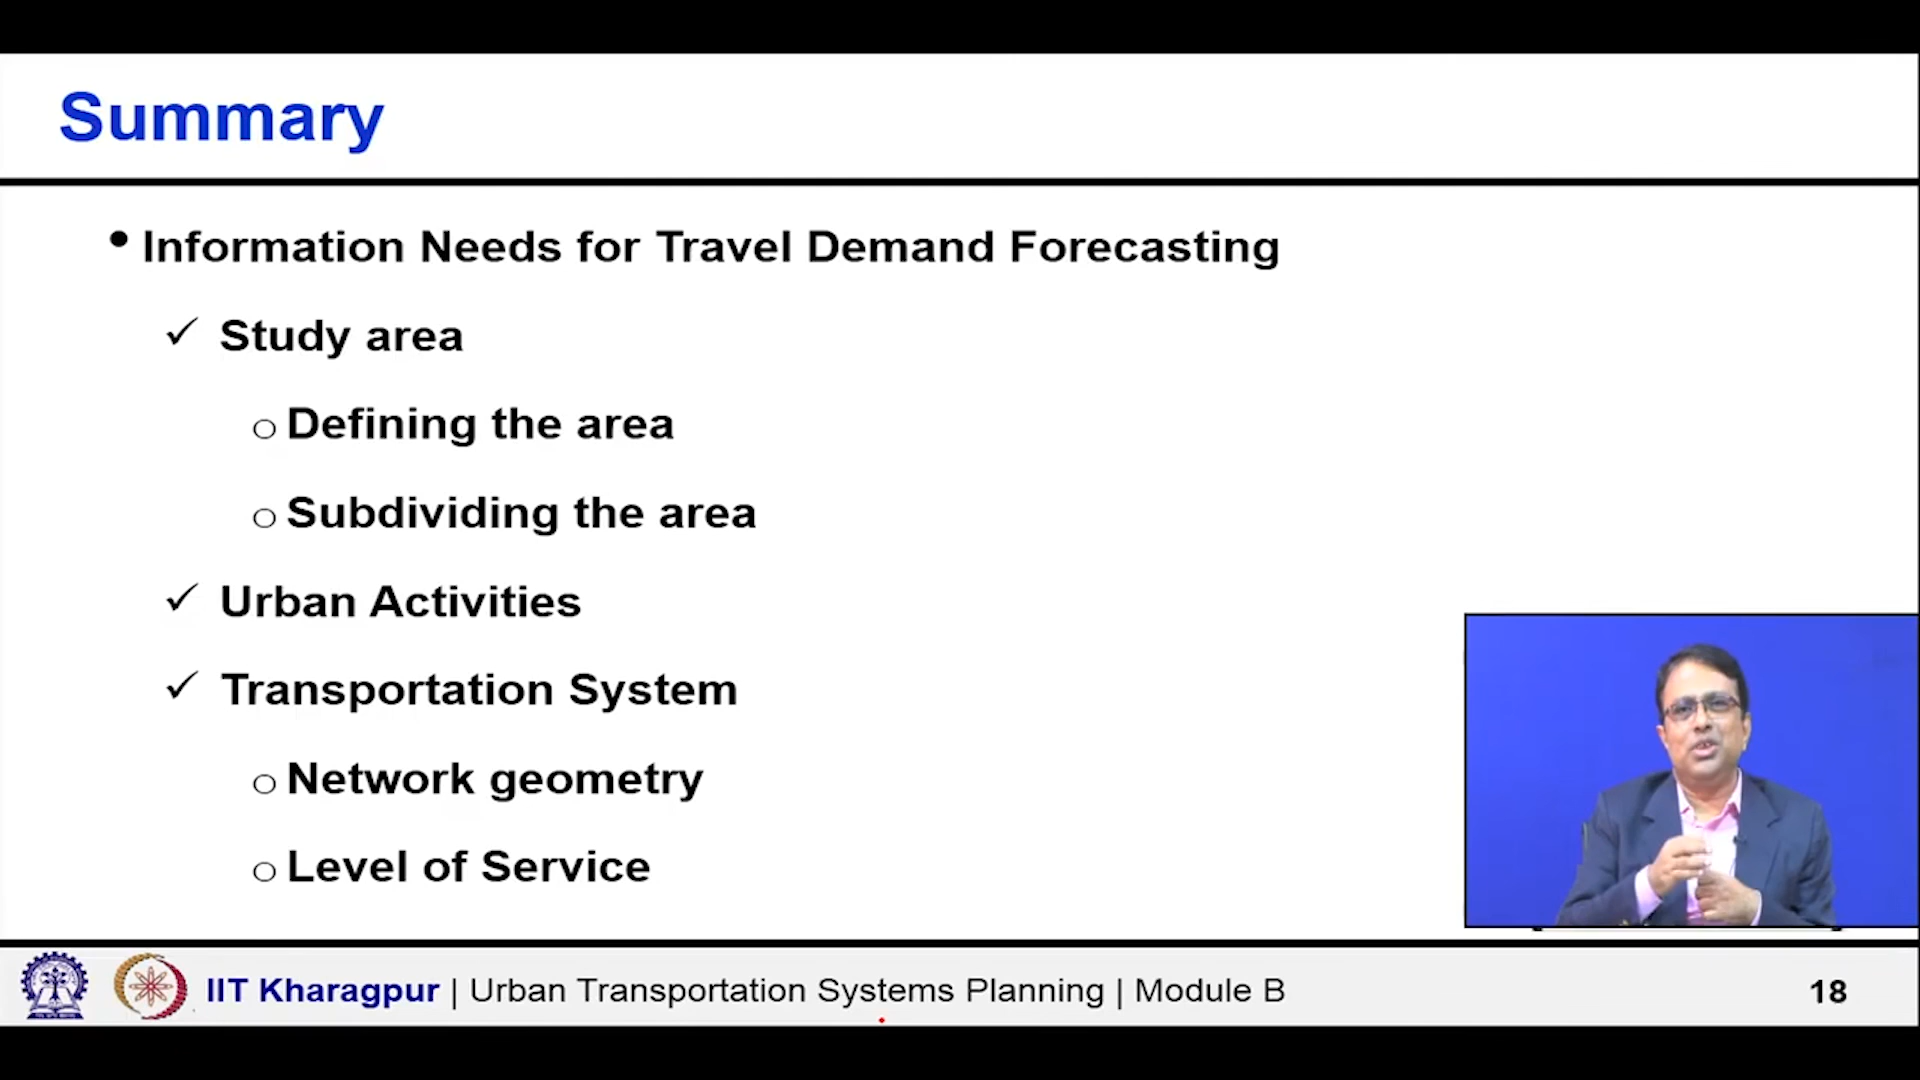 Summary
• Information Needs for Travel Demand Forecasting
✓ Study area
o Defining the area
o Subdividing the area
✓ Urban Activities
✓ Transportation System
o Network geometry
o Level of Service
IIT Kharagpur | Urban Transportation Systems Planning | Module B
18